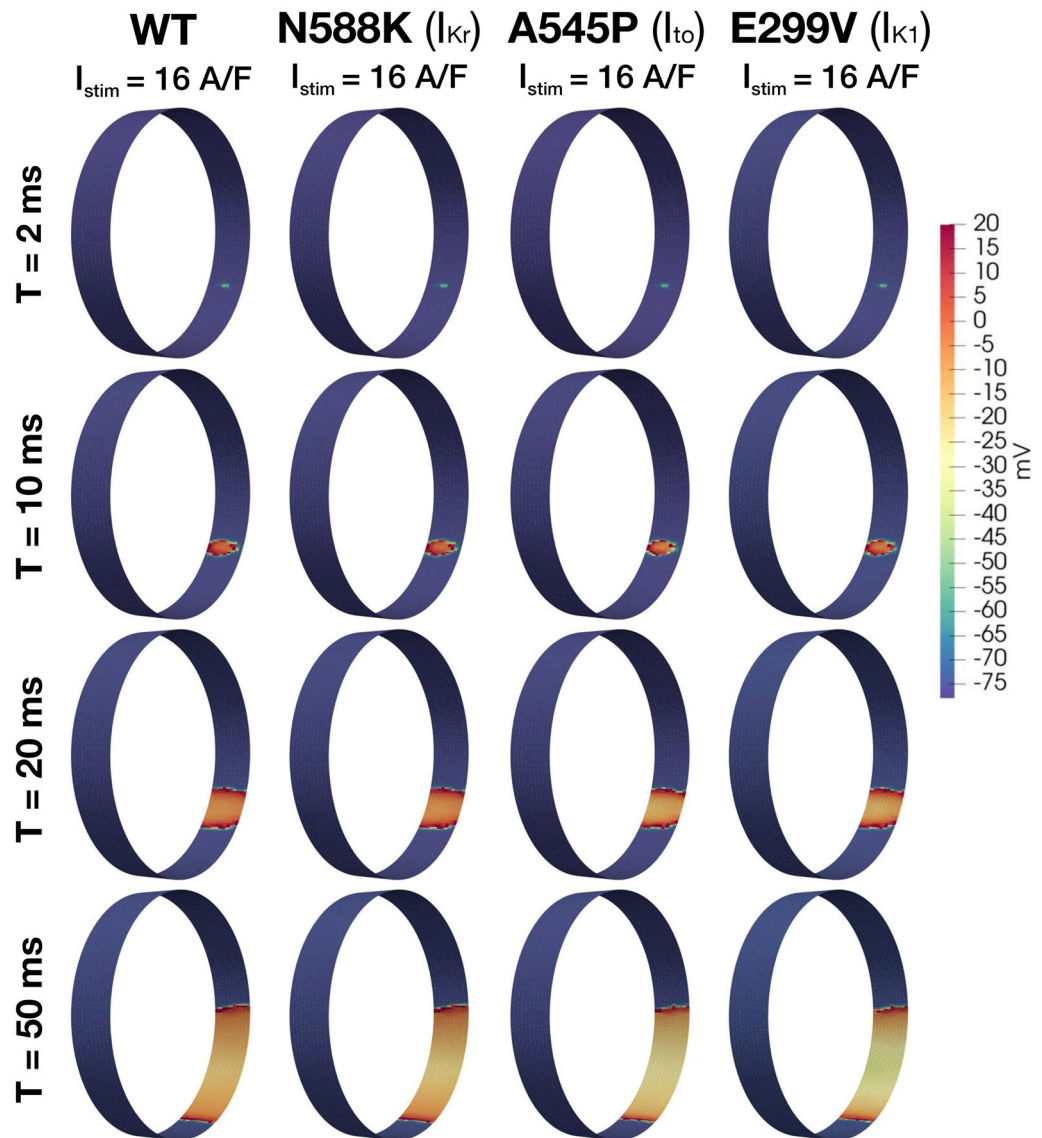 WT N588K (IKr) A545P (Ito) E299V (IK1)
Istim = 16 A/F Istim = 16 A/F Istim = 16 A/F Istim = 16 A/F
T = 2 ms
T = 10 ms
T = 20 ms
T = 50 ms
20
15
10
5
0
-5
-10
-15
-20
-25
-30
-35
-40
-45
-50
-55
-60
-65
-70
-75
mV